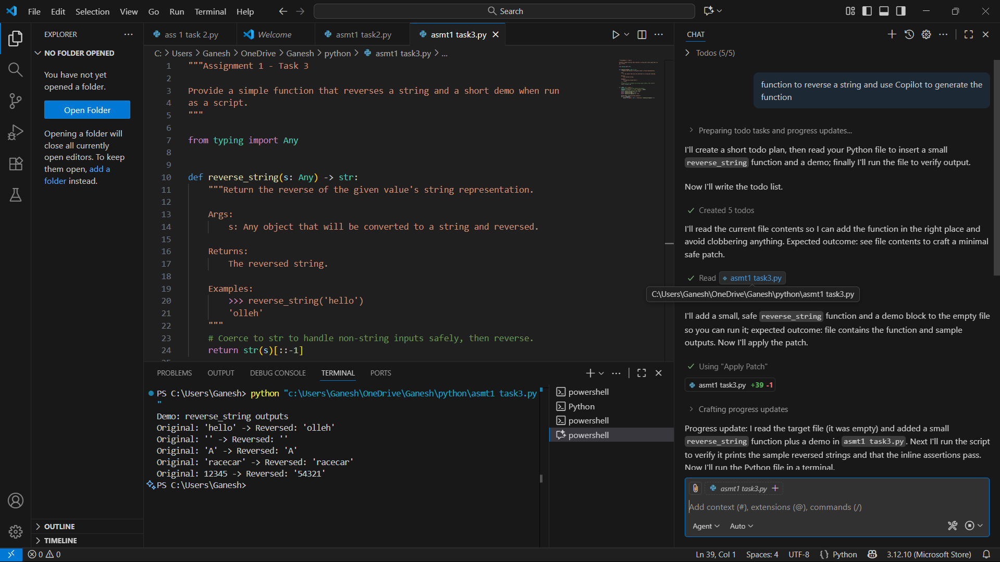 File Edit Selection View Go Run Terminal Help
Search
EXPLORER
NO FOLDER OPENED
You have not yet
opened a folder.
Open Folder
Opening a folder will
close all currently
open editors. To keep
them open, add a
folder instead.
OUTLINE
TIMELINE
ass 1 task 2.py
Welcome
asmt1 task2.py
asmt1 task3.py
C: > Users > Ganesh > OneDrive > Ganesh > python > asmt1 task3.py > ...
1 """Assignment 1 - Task 3
2
3 Provide a simple function that reverses a string and a short demo when run
4 as a script.
5 """
6
7 from typing import Any
8
9
10 def reverse_string(s: Any) -> str:
11 """Return the reverse of the given value's string representation.
12
13 Args:
14 s: Any object that will be converted to a string and reversed.
15
16 Returns:
17 The reversed string.
18
19 Examples:
20 >>> reverse_string('hello')
21 'olleh'
22 """
23 # Coerce to str to handle non-string inputs safely, then reverse.
24 return str(s)[::-1]
PROBLEMS OUTPUT DEBUG CONSOLE TERMINAL PORTS
PS C:\Users\Ganesh> python "c:\Users\Ganesh\OneDrive\Ganesh\python\asmt1 task3.py
"
Demo: reverse_string outputs
Original: 'hello' -> Reversed: 'olleh'
Original: '' -> Reversed: ''
Original: 'A' -> Reversed: 'A'
Original: 'racecar' -> Reversed: 'racecar'
Original: 12345 -> Reversed: '54321'
PS C:\Users\Ganesh>
powershell
Python
powershell
powershell
CHAT
Todos (5/5)
function to reverse a string and use Copilot to generate the
function
Preparing todo tasks and progress updates...
I'll create a short todo plan, then read your Python file to insert a small
reverse_string function and a demo; finally I'll run the file to verify output.
Now I'll write the todo list.
Created 5 todos
I'll read the current file contents so I can add the function in the right place and
avoid clobbering anything. Expected outcome: see file contents to craft a minimal
safe patch.
Read asmt1 task3.py
C:\Users\Ganesh\OneDrive\Ganesh\python\asmt1 task3.py
I'll add a small, safe reverse_string function and a demo block to the empty file
so you can run it; expected outcome: file contains the function and sample
outputs. Now I'll apply the patch.
Using "Apply Patch"
asmt1 task3.py +39 -1
Crafting progress updates
Progress update: I read the target file (it was empty) and added a small
reverse_string function plus a demo in asmt1 task3.py. Next I'll run the script
to verify it prints the sample reversed strings and that the inline assertions pass.
Now I'll run the Python file in a terminal.
asmt1 task3.py
Add context (#), extensions (@), commands (/)
Agent Auto
0 0
Ln 39, Col 1 Spaces: 4 UTF-8 {} Python 3.12.10 (Microsoft Store)